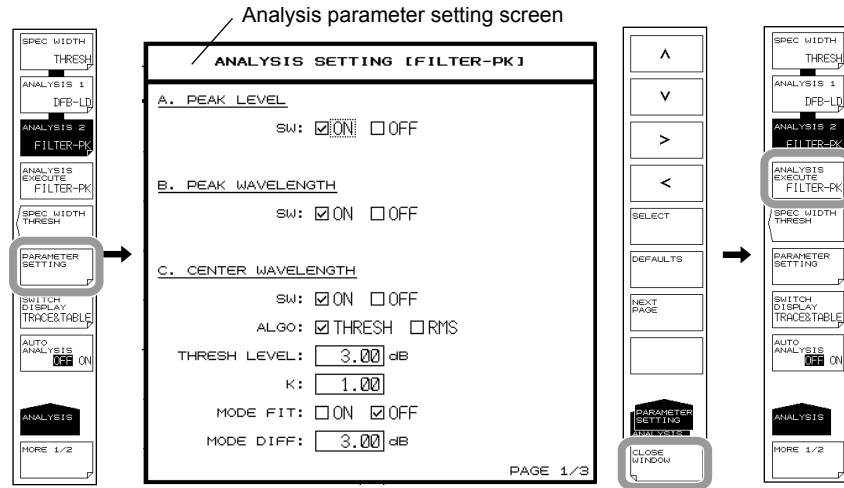 Analysis parameter setting screen
SPEC WIDTH
THRESH
ANALYSIS 1
DFB-LD
ANALYSIS 2
FILTER-PK
ANALYSIS
EXECUTE
FILTER-PK
SPEC WIDTH
THRESH
PARAMETER
SETTING
SWITCH
DISPLAY
TRACE&TABLE
AUTO
ANALYSIS
OFF ON
ANALYSIS
MORE 1/2
ANALYSIS SETTING [FILTER-PK]
A. PEAK LEVEL
SW: ☑ON ☐OFF
B. PEAK WAVELENGTH
SW: ☑ON ☐OFF
C. CENTER WAVELENGTH
SW: ☑ON ☐OFF
ALGO: ☑THRESH ☐RMS
THRESH LEVEL: 3.00 dB
K: 1.00
MODE FIT: ☐ON ☑OFF
MODE DIFF: 3.00 dB
PAGE 1/3
SELECT
DEFAULTS
NEXT
PAGE
PARAMETER
SETTING
ANALYSIS
CLOSE
WINDOW
SPEC WIDTH
THRESH
ANALYSIS 1
DFB-LD
ANALYSIS 2
FILTER-PK
ANALYSIS
EXECUTE
FILTER-PK
SPEC WIDTH
THRESH
PARAMETER
SETTING
SWITCH
DISPLAY
TRACE&TABLE
AUTO
ANALYSIS
OFF ON
ANALYSIS
MORE 1/2